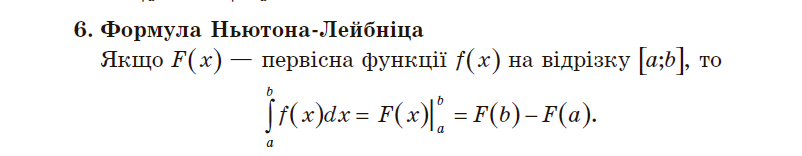 6. Формула Ньютона-Лейбніца
Якщо F(x) — первісна функції f(x) на відрізку [a;b], то
∫ₐᵇ f(x)dx = F(x)|ₐᵇ = F(b) – F(a).